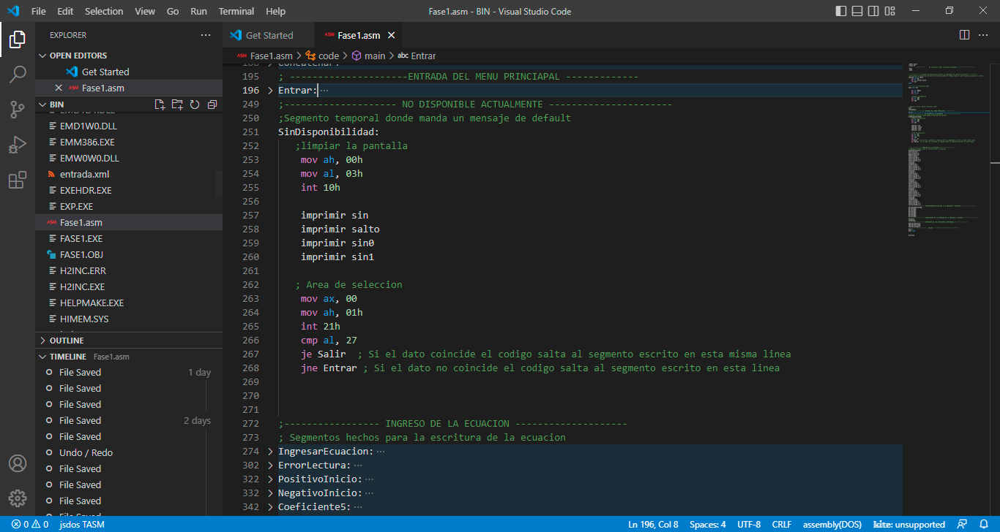 File Edit Selection View Go Run Terminal Help Fase1.asm - BIN - Visual Studio Code
EXPLORER
OPEN EDITORS
Get Started
ASM Fase1.asm
BIN
EMD1W0.DLL
EMM386.EXE
EMW0W0.DLL
entrada.xml
EXEHDR.EXE
EXP.EXE
ASM Fase1.asm
FASE1.EXE
FASE1.OBJ
H2INC.ERR
H2INC.EXE
HELPMAKE.EXE
HIMEM.SYS
OUTLINE
TIMELINE Fase1.asm
File Saved 1 day
File Saved
File Saved
File Saved 2 days
File Saved
Undo / Redo
File Saved
File Saved
File Saved
File Saved
Get Started ASM Fase1.asm
ASM Fase1.asm > code > main > abc Entrar
Concatenar:
195 ; ---------------------ENTRADA DEL MENU PRINCIAPAL -------------
196 Entrar:···
249 ;-------------------- NO DISPONIBLE ACTUALMENTE ----------------------
250 ;Segmento temporal donde manda un mensaje de default
251 SinDisponibilidad:
252 ;limpiar la pantalla
253 mov ah, 00h
254 mov al, 03h
255 int 10h
256
257 imprimir sin
258 imprimir salto
259 imprimir sin0
260 imprimir sin1
261
262 ; Area de seleccion
263 mov ax, 00
264 mov ah, 01h
265 int 21h
266 cmp al, 27
267 je Salir ; Si el dato coincide el codigo salta al segmento escrito en esta misma linea
268 jne Entrar ; Si el dato no coincide el codigo salta al segmento escrito en esta linea
269
270
271
272 ;----------------- INGRESO DE LA ECUACION --------------------
273 ; Segmentos hechos para la escritura de la ecuacion
274 IngresarEcuacion:···
302 ErrorLectura:···
322 PositivoInicio:···
332 NegativoInicio:···
342 Coeficiente5:···
0 0 jsdos TASM Ln 196, Col 8 Spaces: 4 UTF-8 CRLF assembly(DOS) kite: unsupported